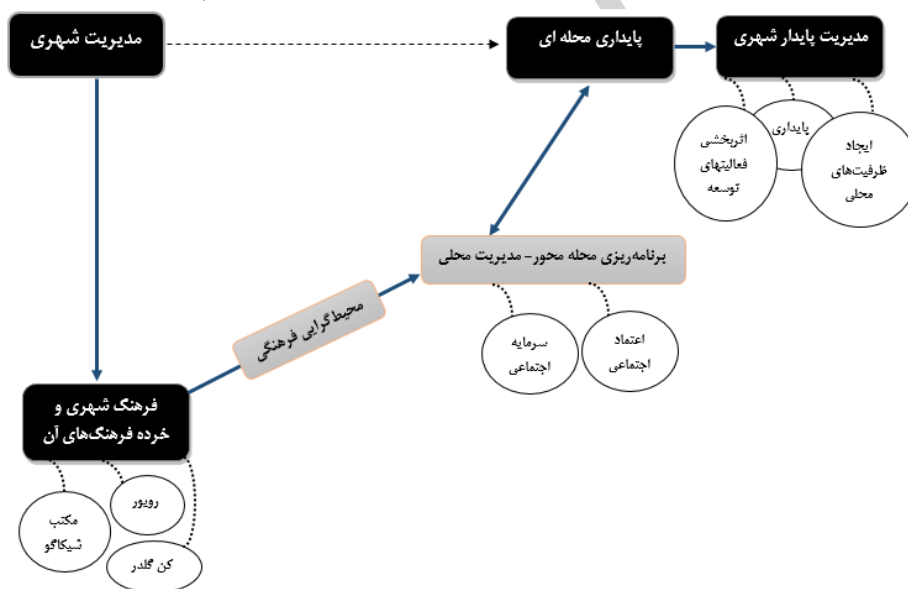 مدیریت پایدار شهری
پایداری محله ای
مدیریت شهری
ایجاد
ظرفیت‌های
محلی
پایداری
اثربخشی
فعالیتهای
توسعه
برنامه‌ریزی محله محور- مدیریت محلی
اعتماد
اجتماعی
سرمایه
اجتماعی
محیط‌گرایی فرهنگی
فرهنگ شهری و
خرده فرهنگ‌های آن
رویور
مکتب
شیکاگو
کن گلدر